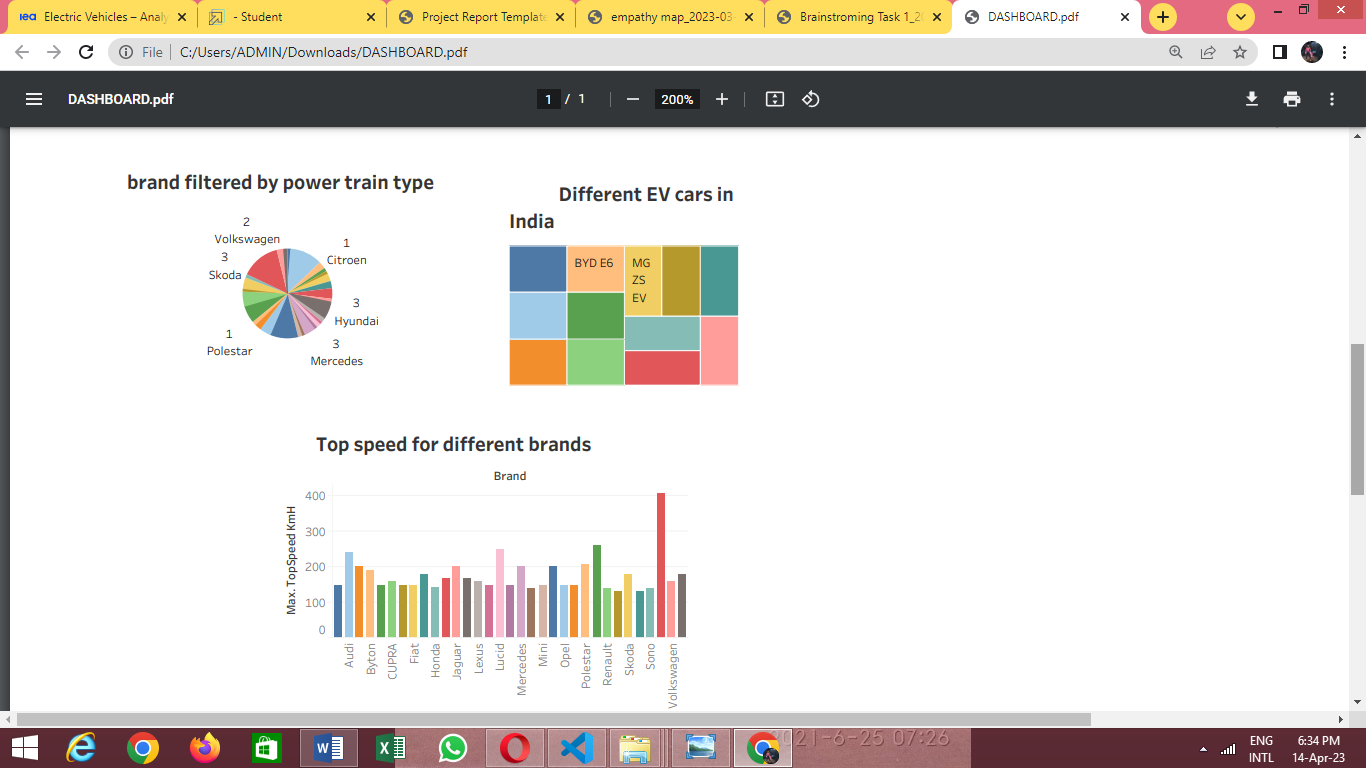 iea Electric Vehicles – Analy
- Student
Project Report Template
empathy map_2023-03-
Brainstroming Task 1_20
DASHBOARD.pdf
File
C:/Users/ADMIN/Downloads/DASHBOARD.pdf
DASHBOARD.pdf
1 / 1
200%
brand filtered by power train type
2
Volkswagen
1
Citroen
3
Skoda
3
Hyundai
1
Polestar
3
Mercedes
Different EV cars in
India
BYD E6
MG
ZS
EV
Top speed for different brands
Brand
Max. TopSpeed KmH
400
300
200
100
0
Audi
Byton
CUPRA
Fiat
Honda
Jaguar
Lexus
Lucid
Mercedes
Mini
Opel
Polestar
Renault
Skoda
Sono
Volkswagen
2021-6-25 07:26
ENG
INTL
6:34 PM
14-Apr-23